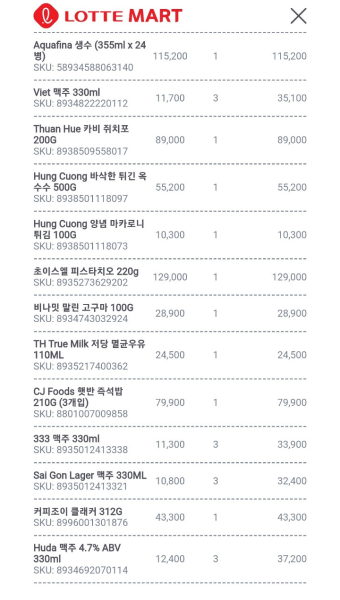 LOTTE MART
Aquafina 생수 (355ml x 24
병) 115,200 1 115,200
SKU: 58934588063140
Viet 맥주 330ml 11,700 3 35,100
SKU: 8934822220112
Thuan Hue 카비 쥐치포
200G 89,000 1 89,000
SKU: 8938509558017
Hung Cuong 바삭한 튀긴 옥
수수 500G 55,200 1 55,200
SKU: 8938501118097
Hung Cuong 양념 마카로니
튀김 100G 10,300 1 10,300
SKU: 8938501118073
초이스엘 피스타치오 220g 129,000 1 129,000
SKU: 8935273629202
비나밋 말린 고구마 100G 28,900 1 28,900
SKU: 8934743032924
TH True Milk 저당 멸균우유
110ML 24,500 1 24,500
SKU: 8935217400362
CJ Foods 햇반 즉석밥
210G (3개입) 79,900 1 79,900
SKU: 8801007009858
333 맥주 330ml 11,300 3 33,900
SKU: 8935012413338
Sai Gon Lager 맥주 330ML 10,800 3 32,400
SKU: 8935012413321
커피조이 클래커 312G 43,300 1 43,300
SKU: 8996001301876
Huda 맥주 4.7% ABV
330ml 12,400 3 37,200
SKU: 8934692070114